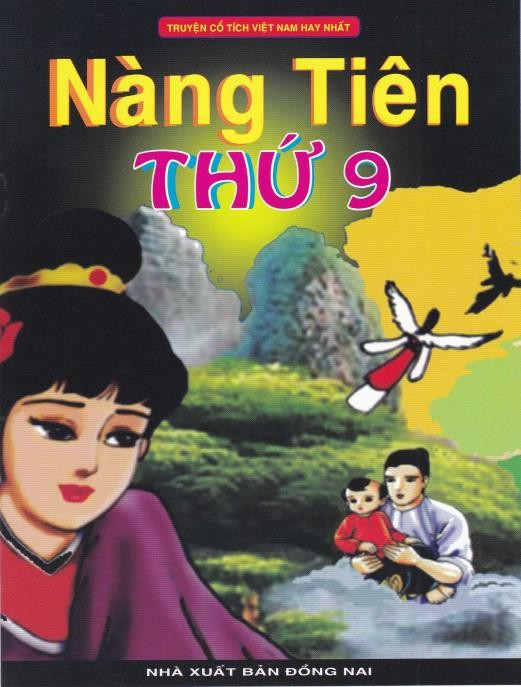 TRUYỆN CỔ TÍCH VIỆT NAM HAY NHẤT
Nàng Tiên
THỨ 9
NHÀ XUẤT BẢN ĐỒNG NAI